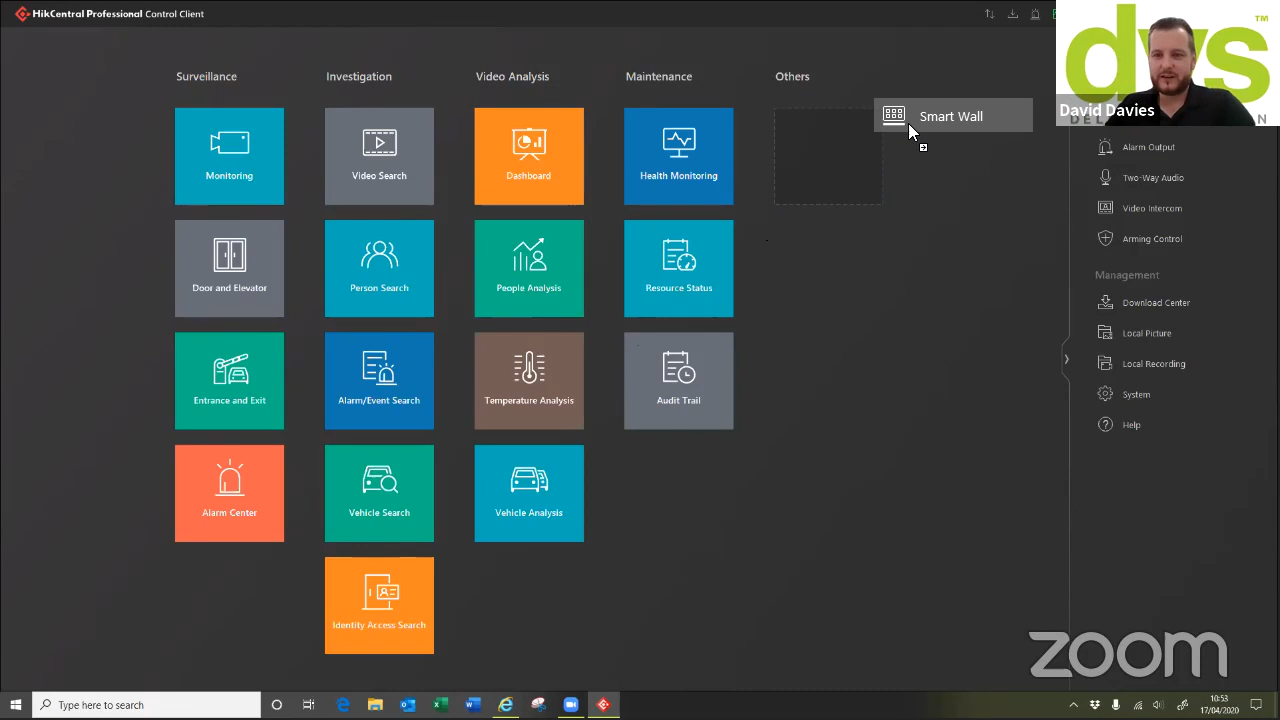 HikCentral Professional Control Client
dvs
TM
David Davies
Surveillance
Investigation
Video Analysis
Maintenance
Others
Smart Wall
Monitoring
Video Search
Dashboard
Health Monitoring
Door and Elevator
Person Search
People Analysis
Resource Status
Entrance and Exit
Alarm/Event Search
Temperature Analysis
Audit Trail
Alarm Center
Vehicle Search
Vehicle Analysis
Identity Access Search
Alarm Output
Two-Way Audio
Video Intercom
Arming Control
Management
Download Center
Local Picture
Local Recording
System
Help
zoom
Type here to search
10:53
17/04/2020